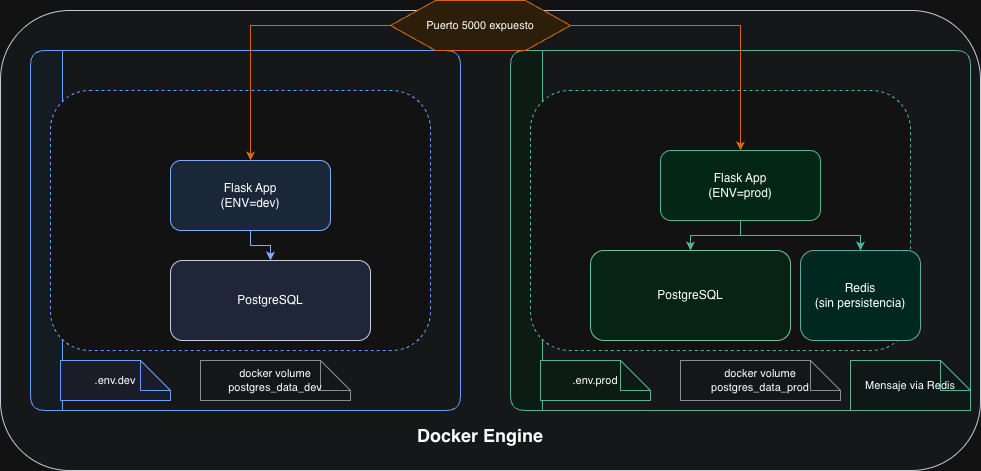 Puerto 5000 expuesto
Flask App
(ENV=dev)
PostgreSQL
.env.dev
docker volume
postgres_data_dev
Flask App
(ENV=prod)
PostgreSQL
Redis
(sin persistencia)
.env.prod
docker volume
postgres_data_prod
Mensaje via Redis
Docker Engine